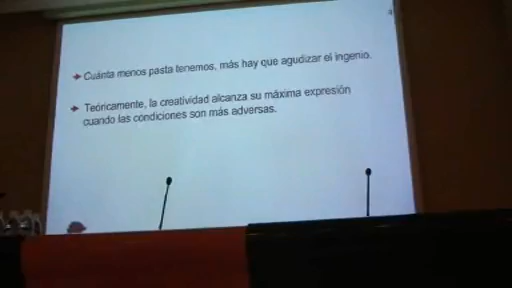 Cuánta menos pasta tenemos, más hay que agudizar el ingenio.
Teóricamente, la creatividad alcanza su máxima expresión
cuando las condiciones son más adversas.